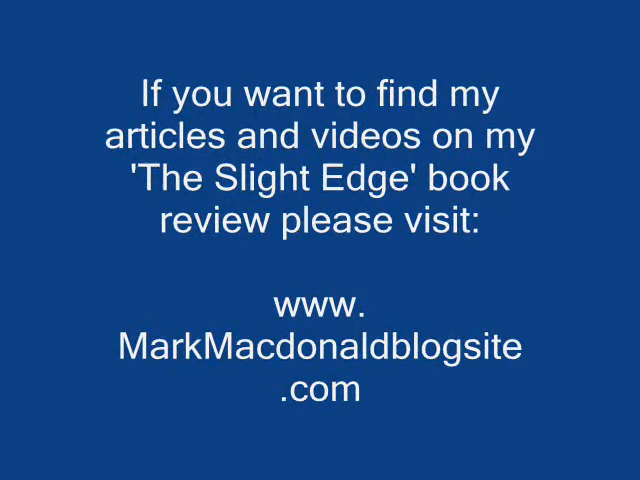 If you want to find my
articles and videos on my
'The Slight Edge' book
review please visit:
www.
MarkMacdonaldblogsite
.com